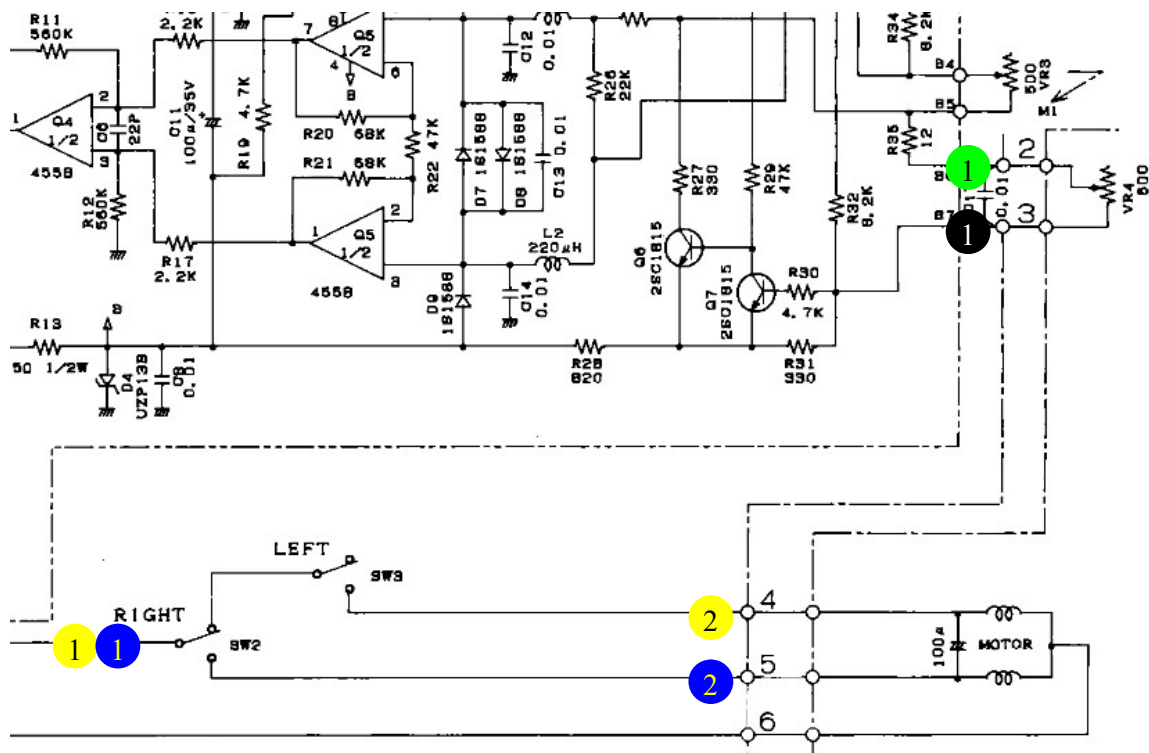 R11
560K
2.2K
7
1/2
Q5
4
B
6
C12
0.01
R26
22K
R34
8.2K
B4
500
VR3
M1
B5
R35
12
2
Q4
1
1/2
3
4558
C6
22P
C11
100μ/35V
R19 4.7K
R20 68K
R21 68K
R22 47K
D7 1S1588
D8 1S1588
C13 0.01
R27
330
R29
47K
R32
8.2K
1
2
0.01
B7
1
3
VR4
500
R12
560K
R17
2.2K
1
2
Q5
1/2
3
4558
L2
220μH
D9
1S1588
C14
0.01
Q6
2SC1815
Q7
2SC1815
R30
4.7K
R13
50 1/2W
B
D4
UZP13B
C8
0.01
R28
820
R31
330
LEFT
SW3
RIGHT
1
1
SW2
2
4
2
5
6
100μ
MOTOR